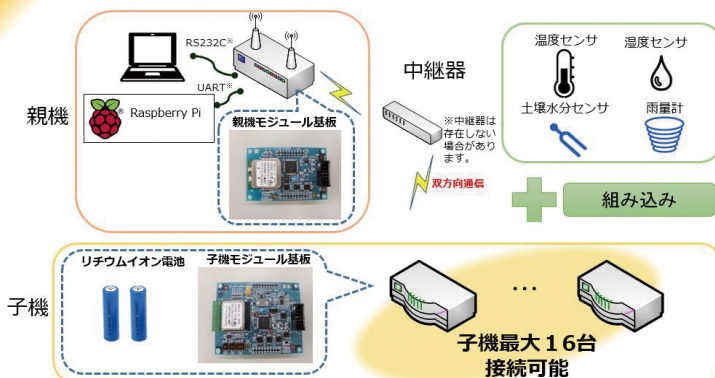 RS232C※
UART※
Raspberry Pi
親機
親機モジュール基板
中継器
※中継器は
存在しない
場合があり
ます。
双方向通信
温度センサ
湿度センサ
土壌水分センサ
雨量計
組み込み
子機
リチウムイオン電池
子機モジュール基板
...
子機最大16台
接続可能